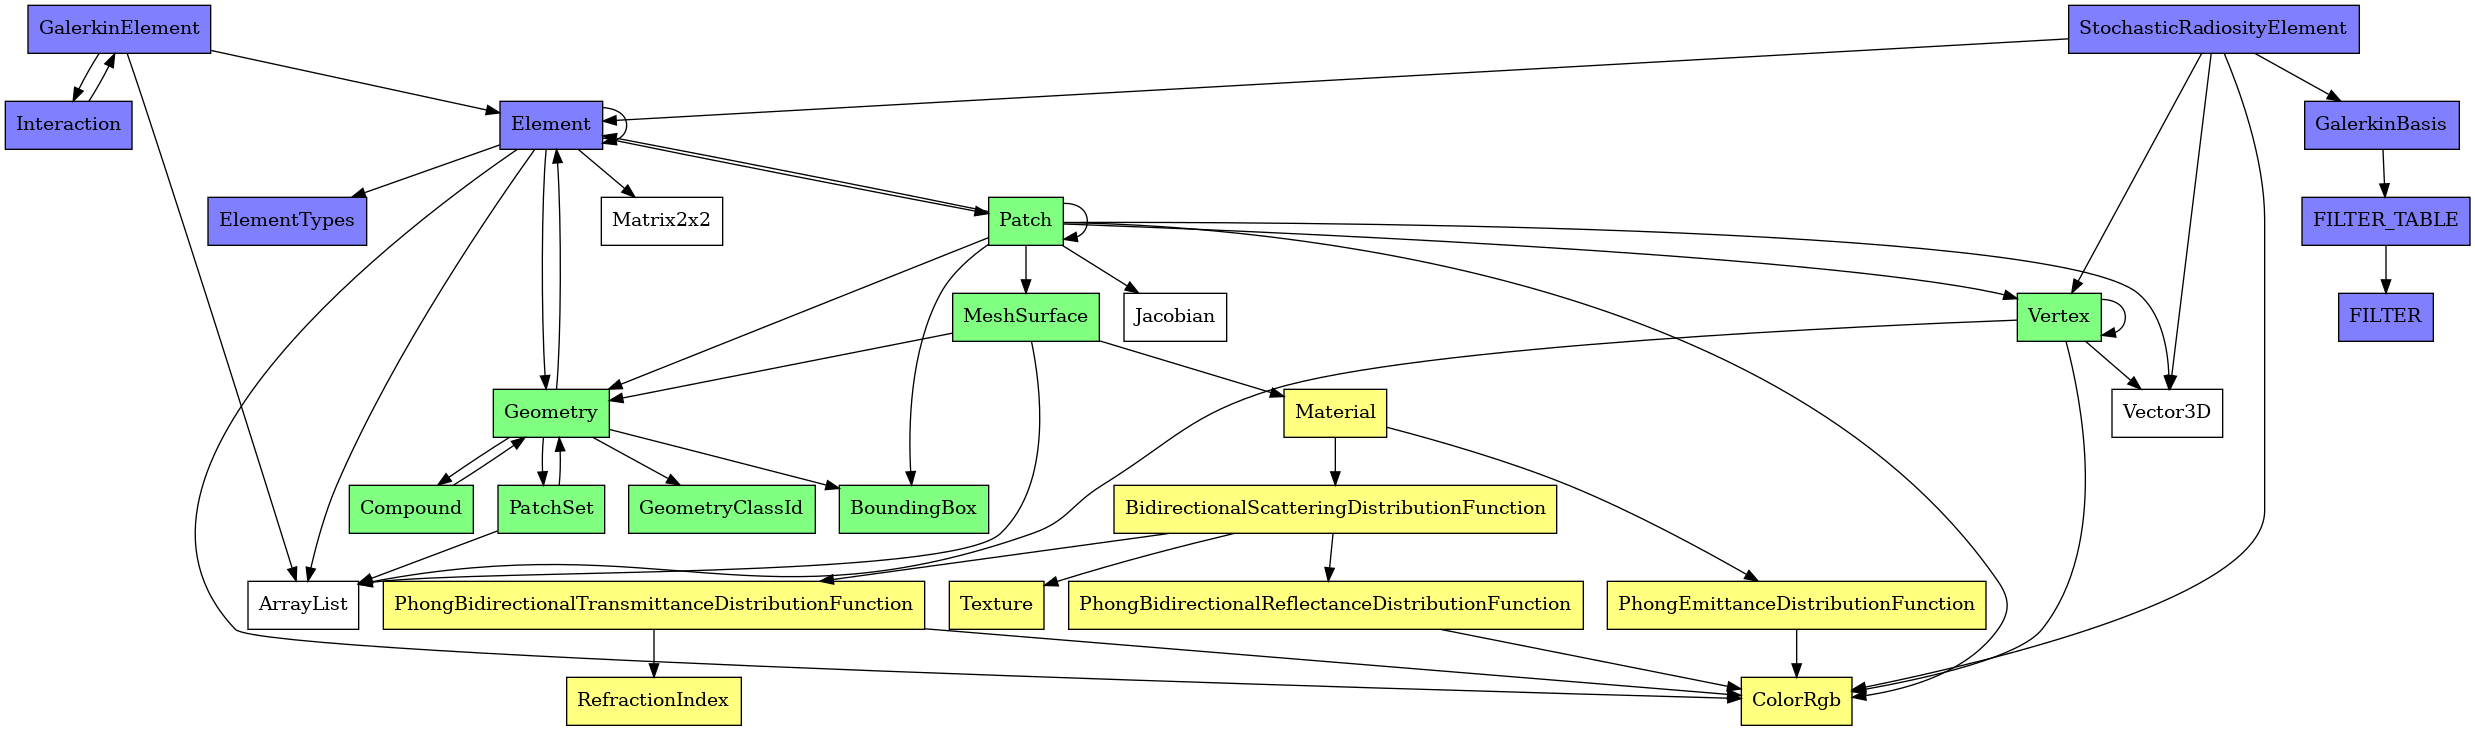 GalerkinElement
StochasticRadiosityElement
Interaction
Element
GalerkinBasis
ElementTypes
Matrix2x2
Patch
FILTER_TABLE
MeshSurface
Jacobian
Vertex
FILTER
Geometry
Material
Vector3D
Compound
PatchSet
GeometryClassId
BoundingBox
BidirectionalScatteringDistributionFunction
ArrayList
PhongBidirectionalTransmittanceDistributionFunction
Texture
PhongBidirectionalReflectanceDistributionFunction
PhongEmittanceDistributionFunction
RefractionIndex
ColorRgb